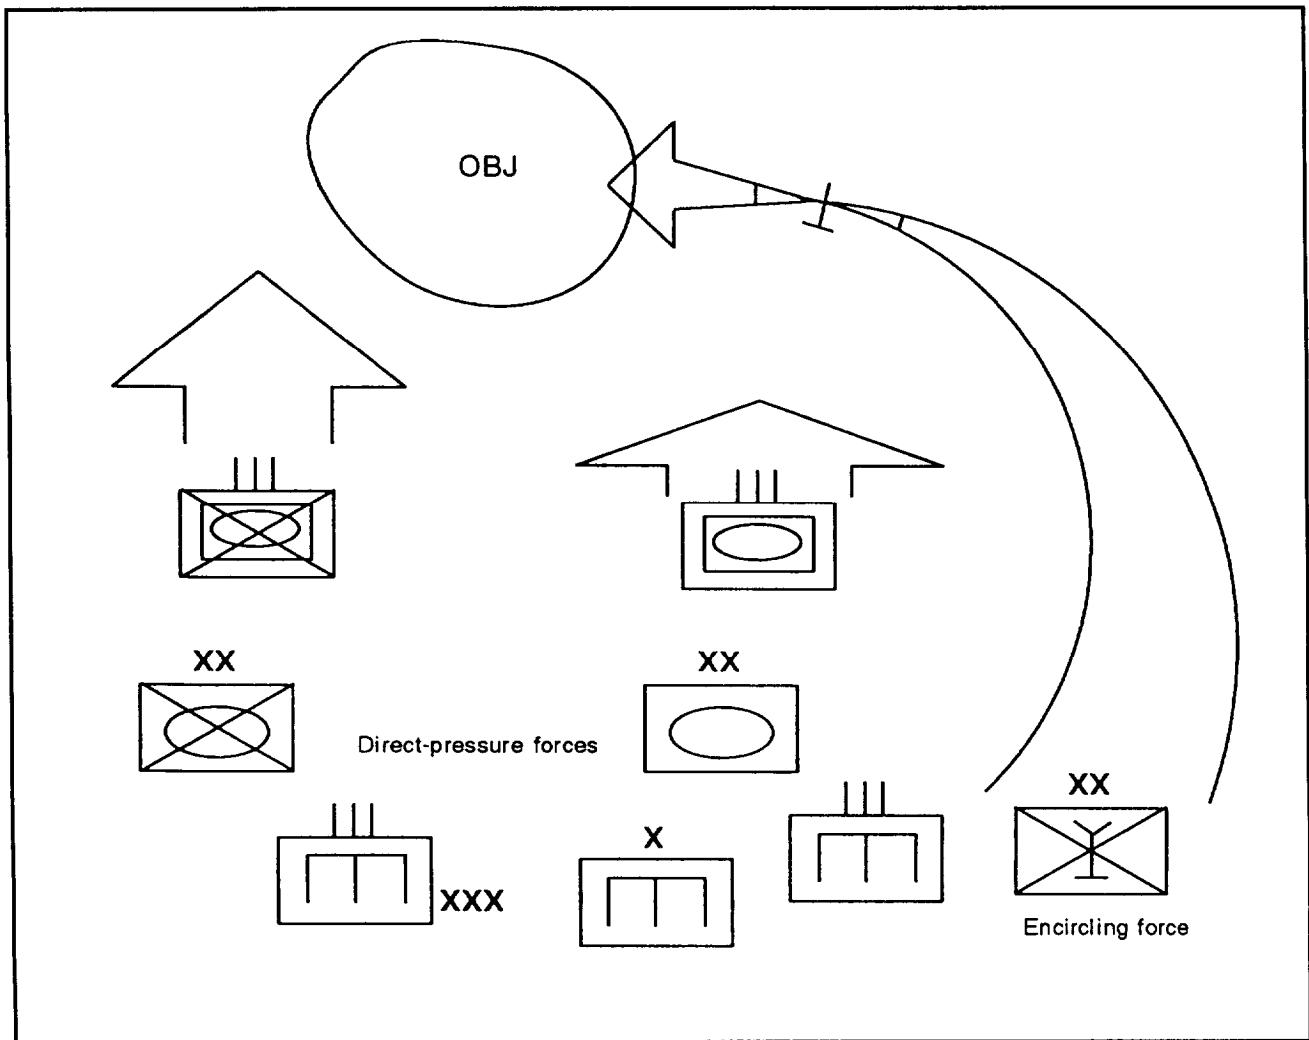 OBJ
XX
XX
Direct-pressure forces
XX
X
XXX
Encircling force